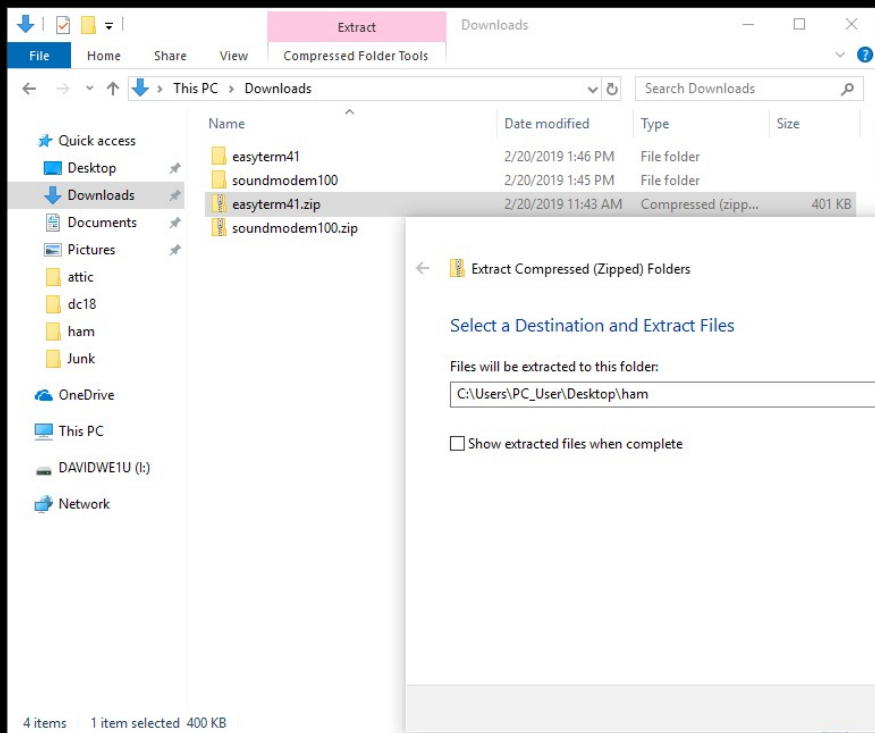 Extract
Downloads
File
Home
Share
View
Compressed Folder Tools
This PC
Downloads
Search Downloads
Name
Date modified
Type
Size
Quick access
Desktop
Downloads
Documents
Pictures
attic
dc18
ham
Junk
OneDrive
This PC
DAVIDWE1U (I:)
Network
easyterm41 2/20/2019 1:46 PM File folder
soundmodem100 2/20/2019 1:45 PM File folder
easyterm41.zip 2/20/2019 11:43 AM Compressed (zipp... 401 KB
soundmodem100.zip
Extract Compressed (Zipped) Folders
Select a Destination and Extract Files
Files will be extracted to this folder:
C:\Users\PC_User\Desktop\ham
Show extracted files when complete
4 items 1 item selected 400 KB